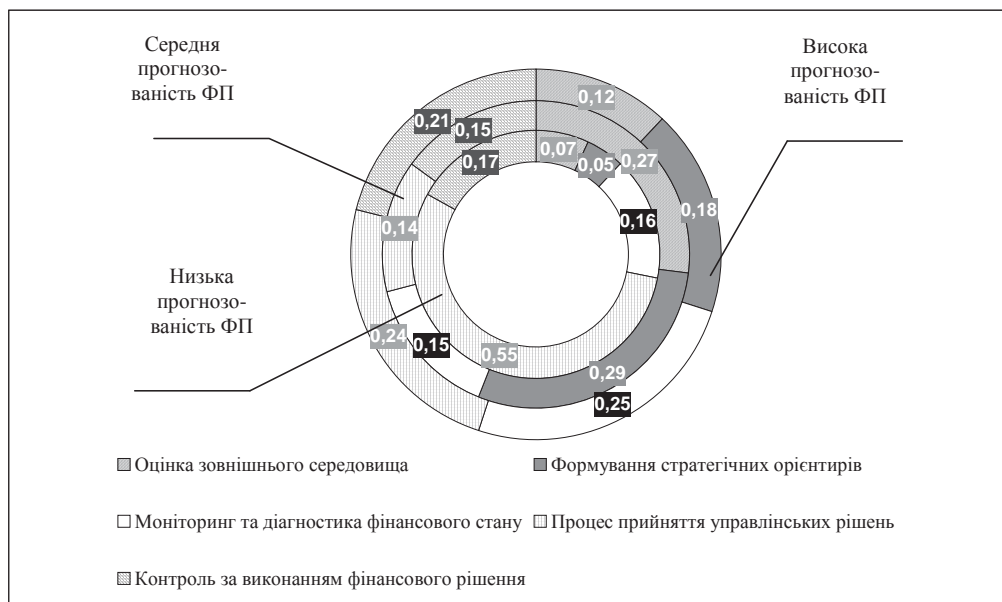 Середня
прогнозо-
ваність ФП
Висока
прогнозо-
ваність ФП
Низька
прогнозо-
ваність ФП
0,12
0,21
0,15
0,17
0,07
0,05
0,27
0,18
0,16
0,14
0,24
0,15
0,55
0,29
0,25
Оцінка зовнішнього середовища
Формування стратегічних орієнтирів
Моніторинг та діагностика фінансового стану
Процес прийняття управлінських рішень
Контроль за виконанням фінансового рішення